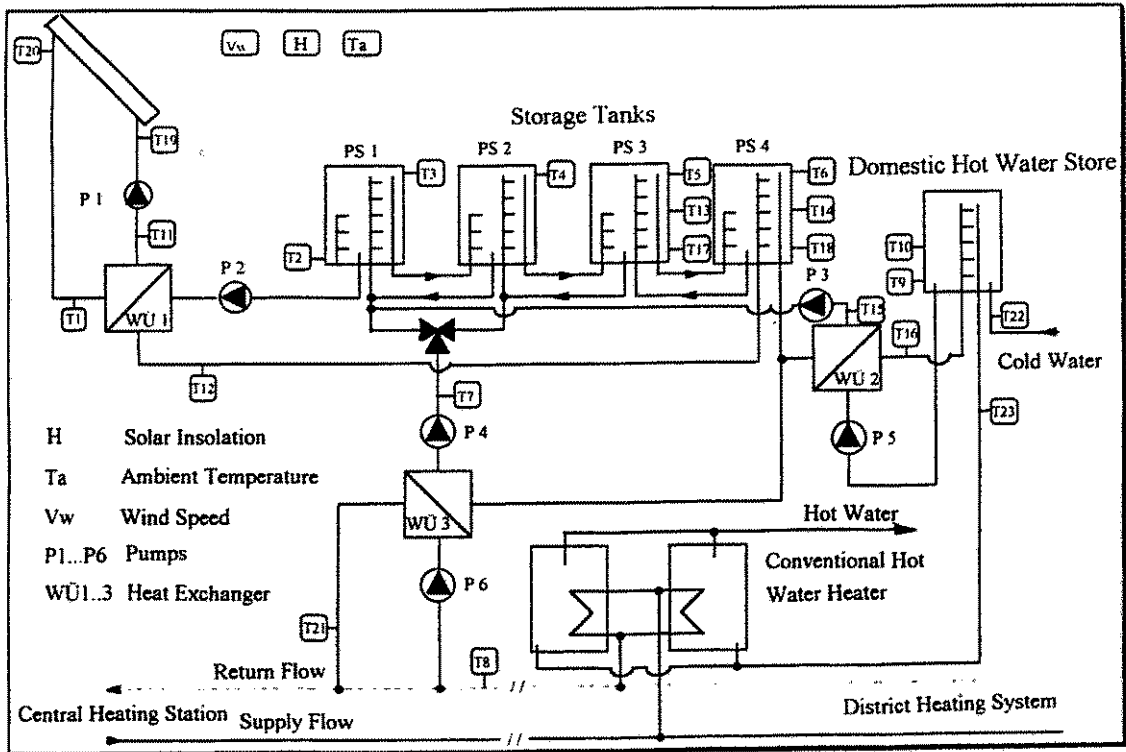 T20
Vw H Ta
Storage Tanks
T19
PS 1 PS 2 PS 3 PS 4
Domestic Hot Water Store
T3 T4 T5 T6
P 1
T13 T14
T11
T10
T2
T17 T18
P 2
P 3
T9
T1
WÜ 1
T15
T22
T16
WÜ 2
Cold Water
T12
T7
T23
H Solar Insolation
P 4
P 5
Ta Ambient Temperature
Vw Wind Speed
WÜ 3
Hot Water
P1...P6 Pumps
Conventional Hot
Water Heater
WÜ1..3 Heat Exchanger
P 6
T21
Return Flow
T8
//
Central Heating Station
Supply Flow
//
District Heating System